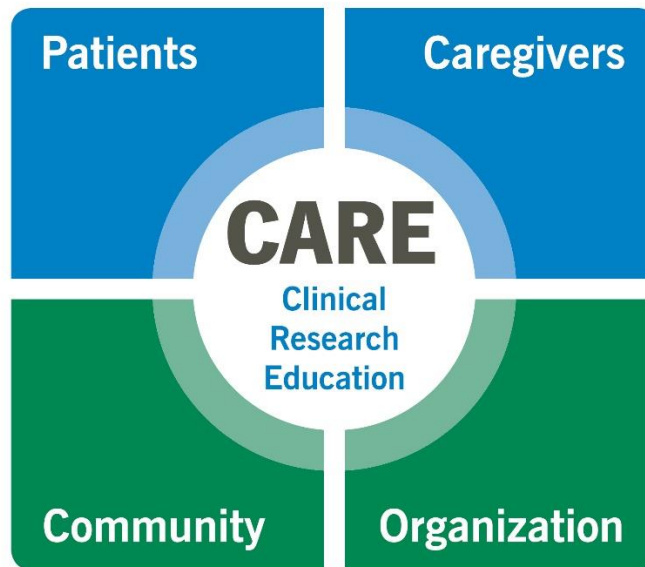 Patients
Caregivers
CARE
Clinical
Research
Education
Community
Organization